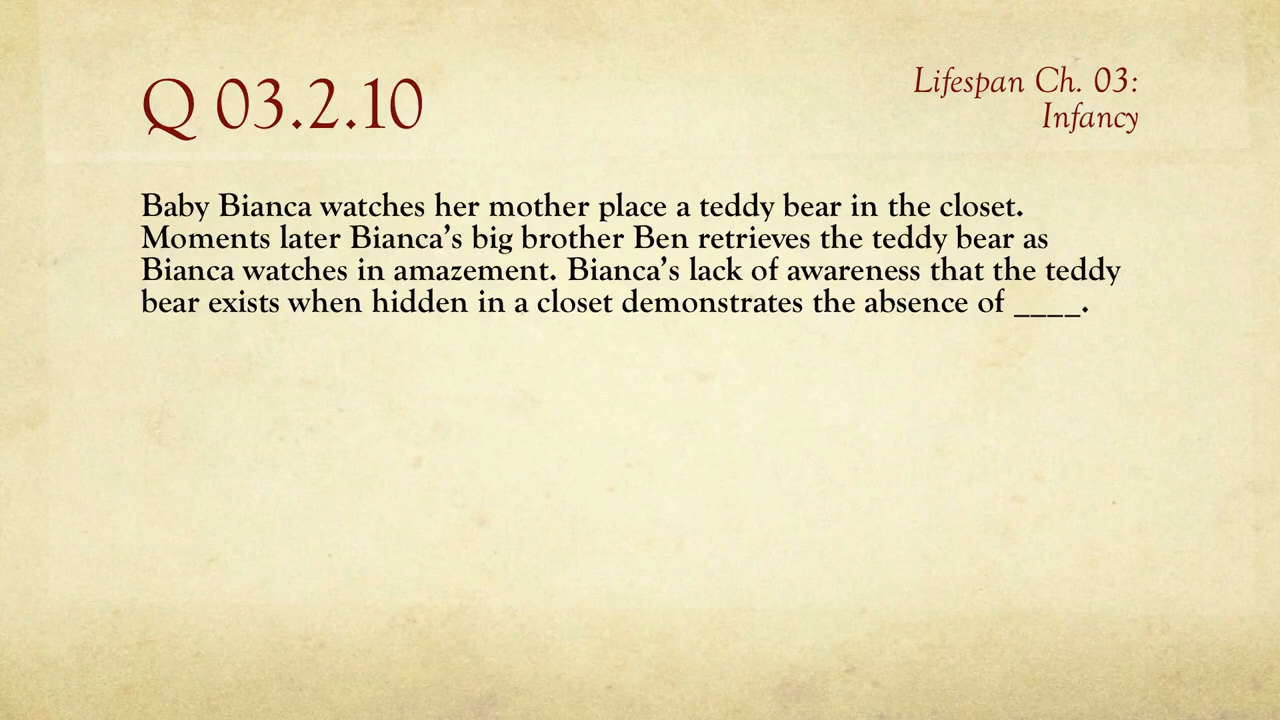 Q 03.2.10
Lifespan Ch. 03:
Infancy
Baby Bianca watches her mother place a teddy bear in the closet.
Moments later Bianca’s big brother Ben retrieves the teddy bear as
Bianca watches in amazement. Bianca’s lack of awareness that the teddy
bear exists when hidden in a closet demonstrates the absence of ____.